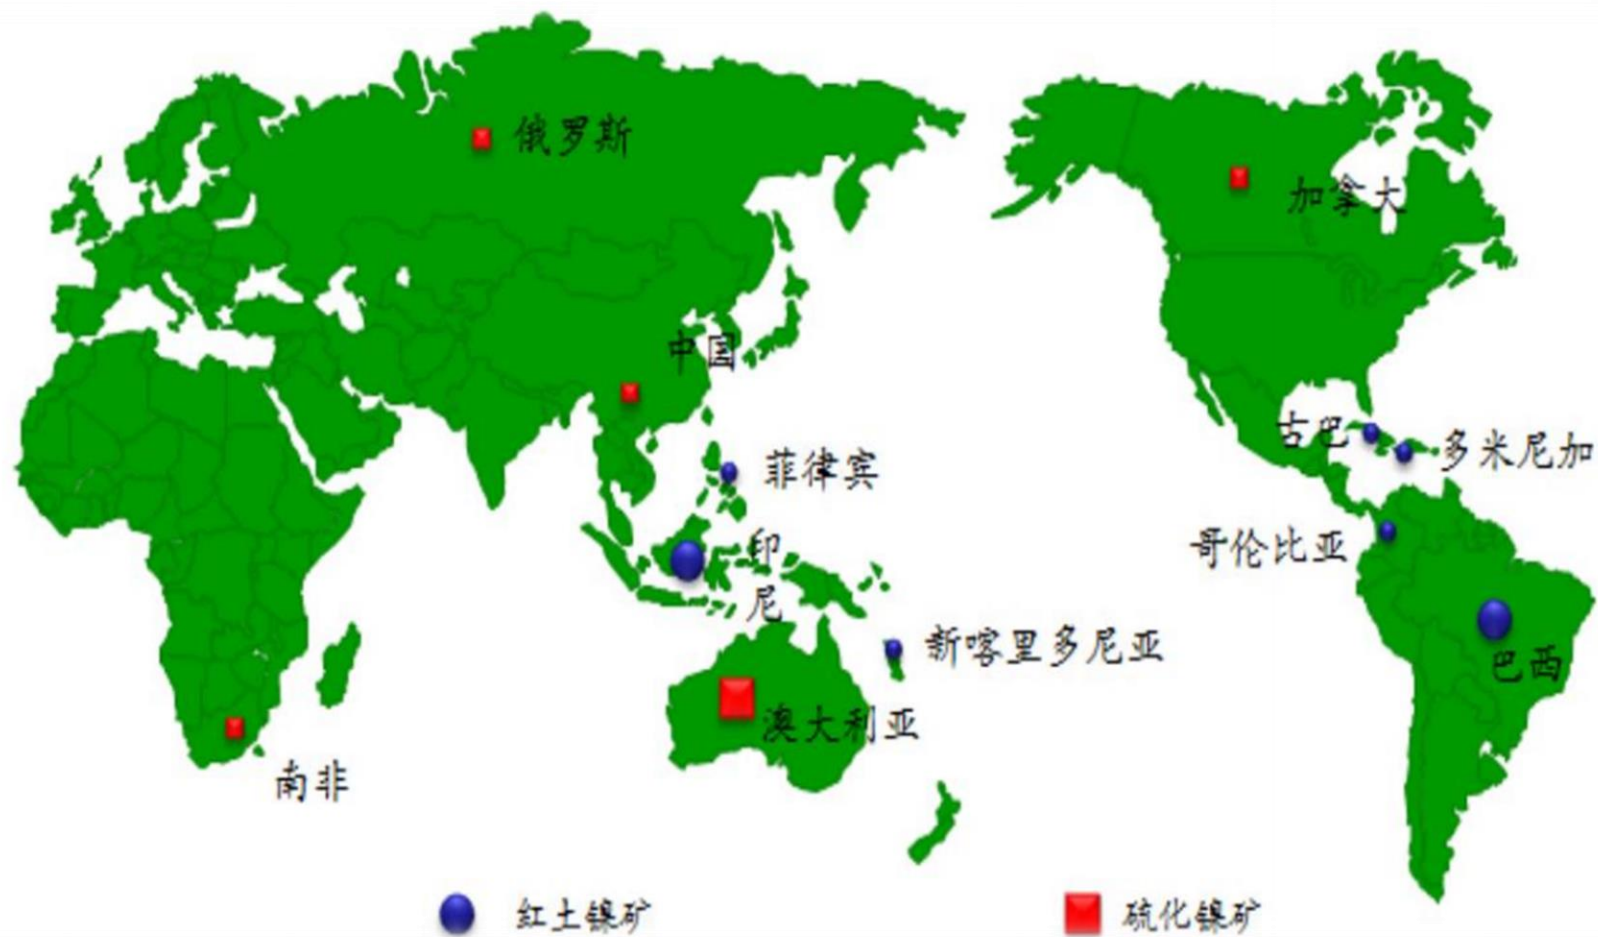 俄罗斯
加拿大
中国
古巴
多米尼加
菲律宾
印
尼
哥伦比亚
新喀里多尼亚
巴西
澳大利亚
南非
红土镍矿
硫化镍矿